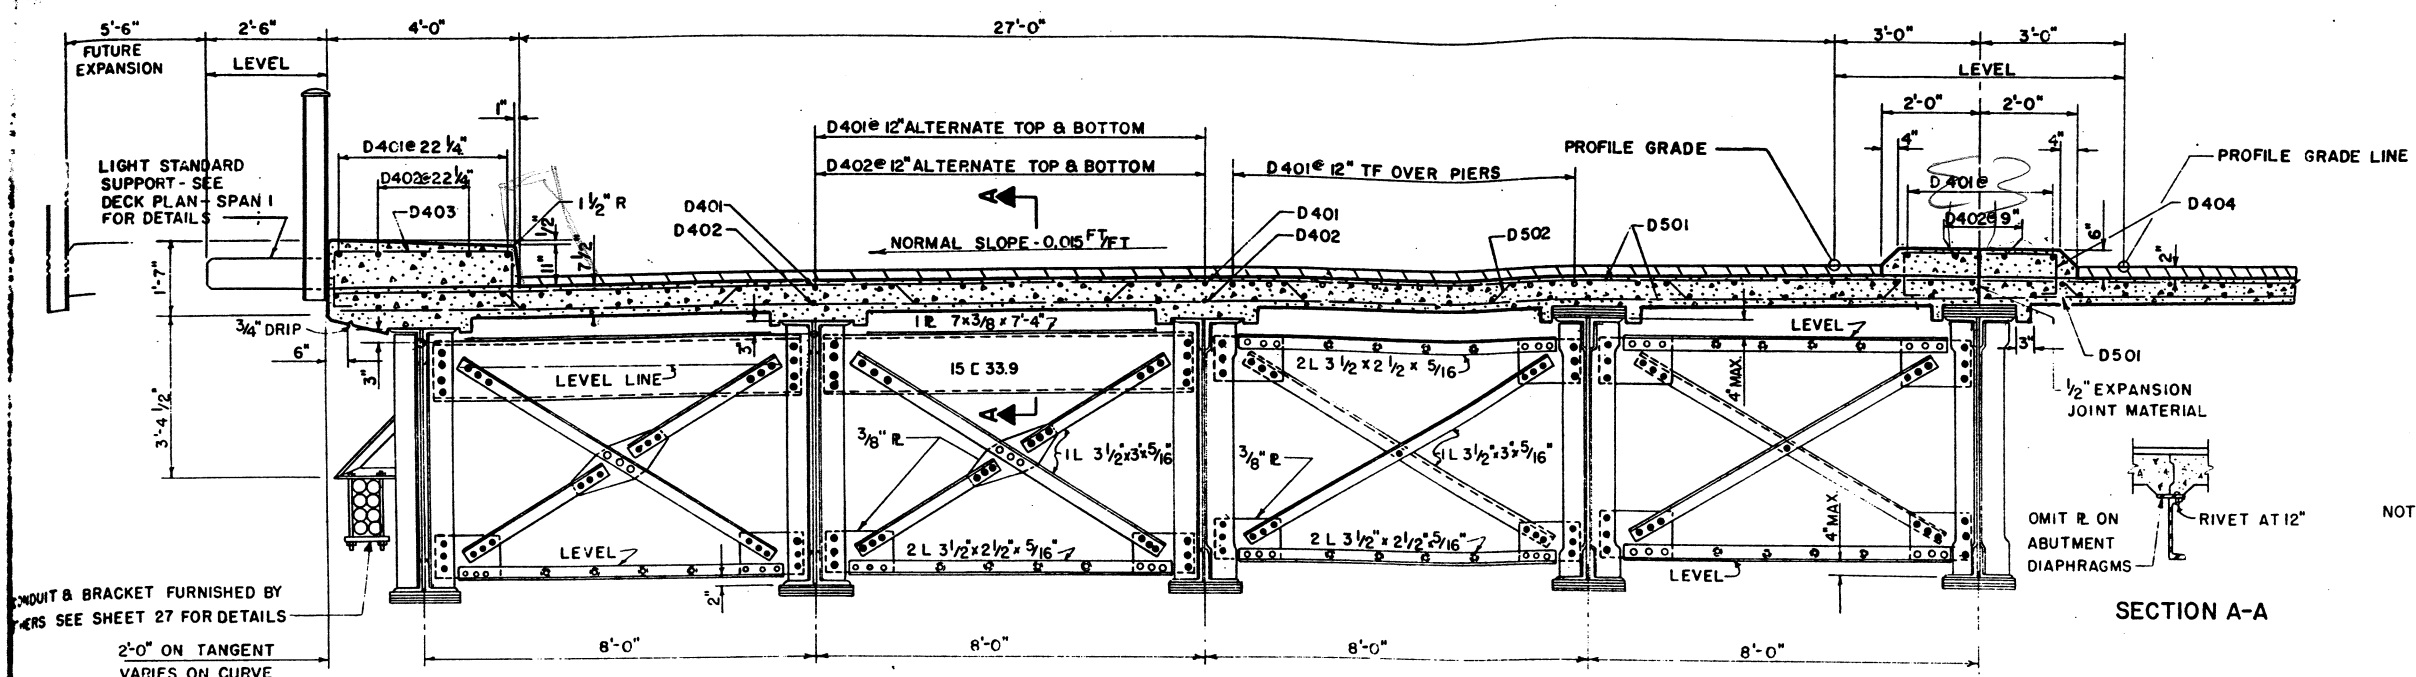 5'-6"
2'-6"
4'-0"
27'-0"
3'-0"
3'-0"
FUTURE
EXPANSION
LEVEL
LEVEL
2'-0"
2'-0"
1"
4"
4"
D401@ 12" ALTERNATE TOP & BOTTOM
D401@ 22 1/4"
PROFILE GRADE
PROFILE GRADE LINE
LIGHT STANDARD
SUPPORT - SEE
DECK PLAN - SPAN 1
FOR DETAILS
D402@ 12" ALTERNATE TOP & BOTTOM
D401@ 12" TF OVER PIERS
D402@22 1/4"
D401@
A
1 1/2" R
D403
D401
D401
D404
D402@ 9"
1/2"
D402
D402
D502
D501
6"
NORMAL SLOPE - 0.015 FT/FT
11"
7 1/2"
2"
1'-7"
3/4" DRIP
1 PL 7 x 3/8 x 7'-4"
LEVEL
6"
3"
3"
3"
D501
LEVEL LINE
15 [ 33.9
2 L 3 1/2 x 2 1/2 x 5/16"
4" MAX.
1/2" EXPANSION
JOINT MATERIAL
A
3'-4 1/2"
3/8" PL
1L 3 1/2"x3"x5/16"
3/8" PL
1L 3 1/2"x3"x5/16"
4" MAX
OMIT PL ON
ABUTMENT
DIAPHRAGMS
RIVET AT 12"
NOT
LEVEL
2 L 3 1/2" x 2 1/2" x 5/16"
2 L 3 1/2" x 2 1/2" x 5/16"
LEVEL
2"
& BRACKET FURNISHED BY
SEE SHEET 27 FOR DETAILS
SECTION A-A
2'-0" ON TANGENT
VARIES ON CURVE
8'-0"
8'-0"
8'-0"
8'-0"